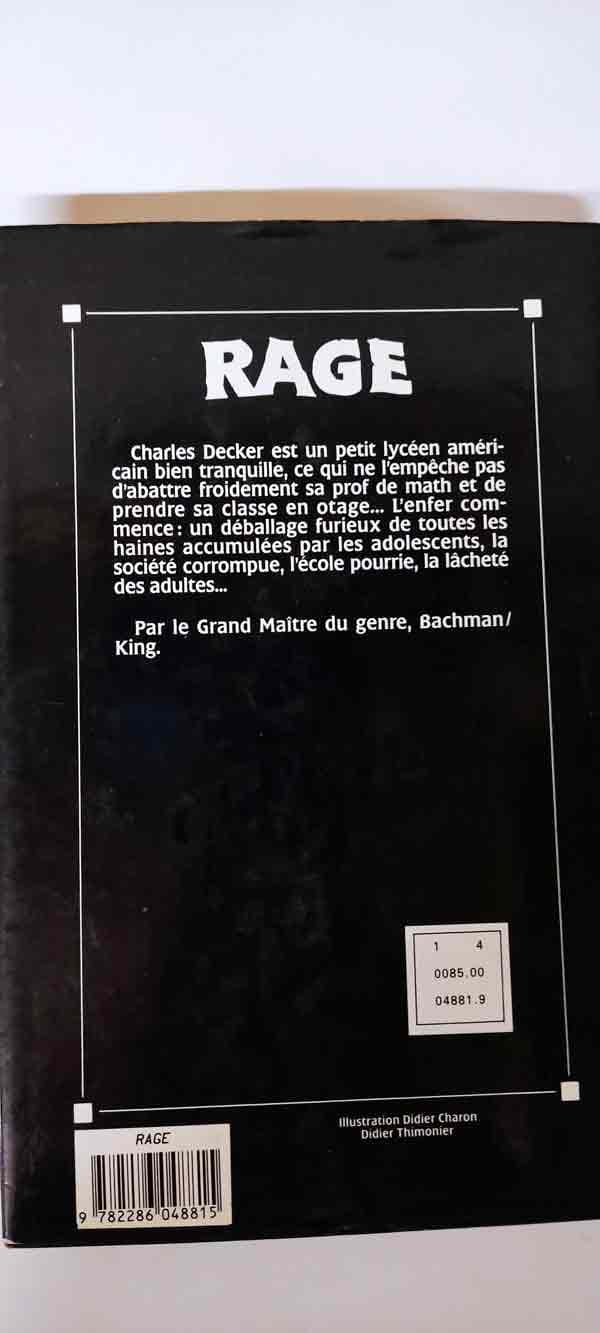 RAGE
Charles Decker est un petit lycéen améri-
cain bien tranquille, ce qui ne l'empêche pas
d'abattre froidement sa prof de math et de
prendre sa classe en otage... L'enfer com-
mence : un déballage furieux de toutes les
haines accumulées par les adolescents, la
société corrompue, l'école pourrie, la lâcheté
des adultes...
Par le Grand Maître du genre, Bachman/
King.
1 4
0085.00
04881.9
Illustration Didier Charon
Didier Thimonier
RAGE
9 782286 048815